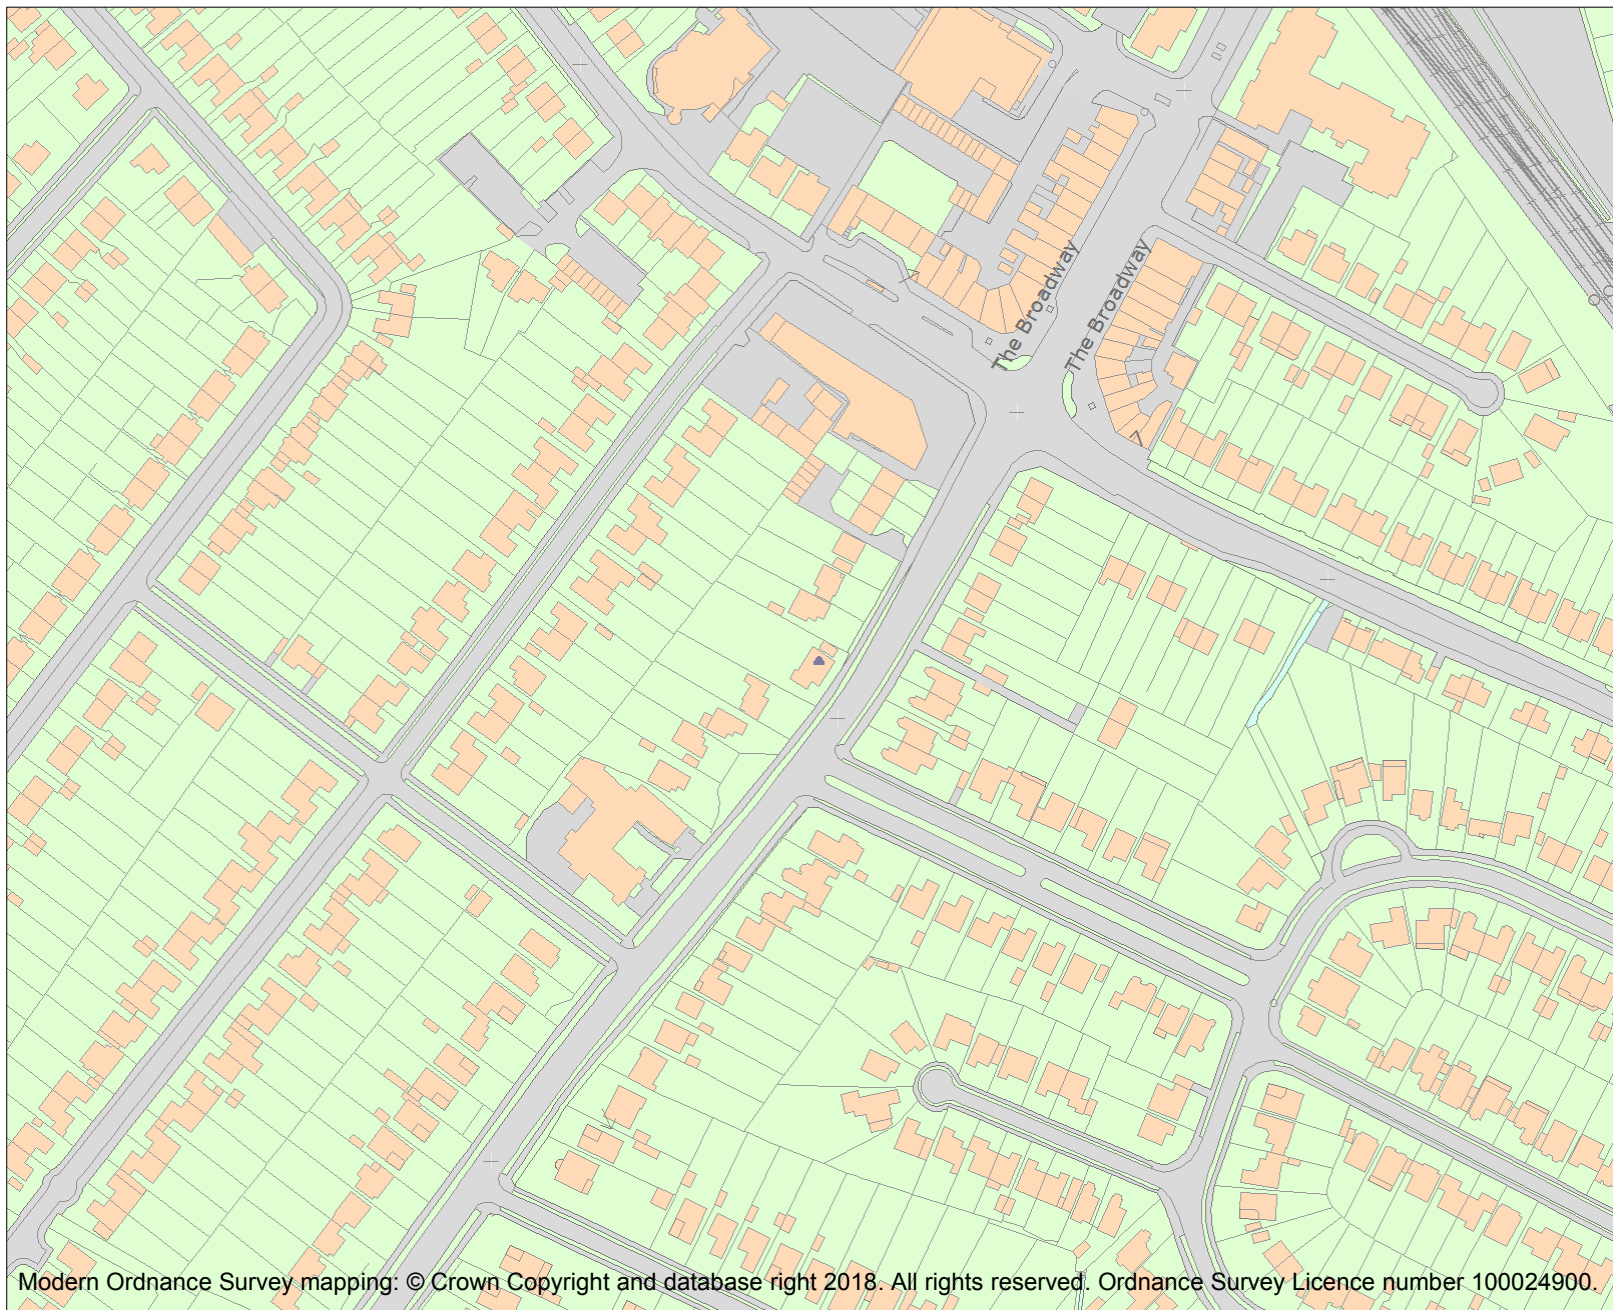 The Broadway
The Broadway
Modern Ordnance Survey mapping: © Crown Copyright and database right 2018. All rights reserved. Ordnance Survey Licence number 100024900.